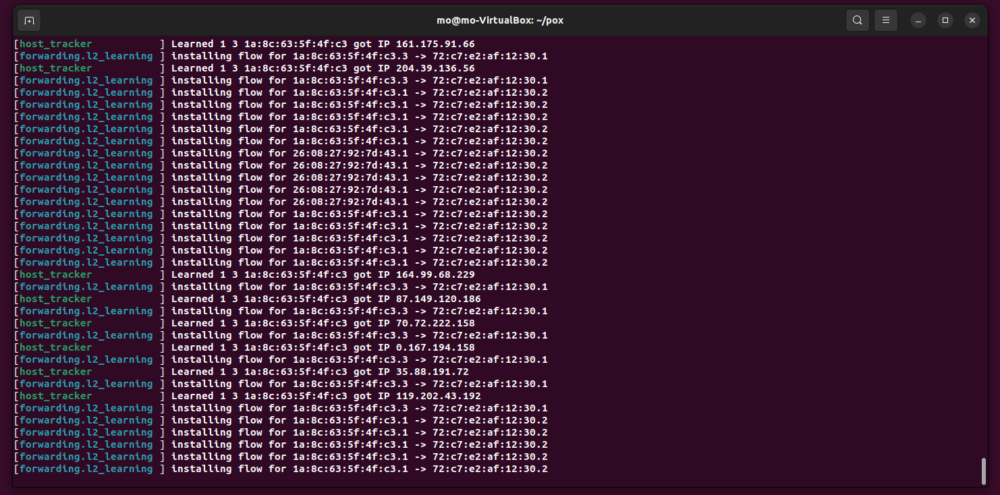 mo@mo-VirtualBox: ~/pox
[host_tracker           ] Learned 1 3 1a:8c:63:5f:4f:c3 got IP 161.175.91.66
[forwarding.l2_learning ] installing flow for 1a:8c:63:5f:4f:c3.3 -> 72:c7:e2:af:12:30.1
[host_tracker           ] Learned 1 3 1a:8c:63:5f:4f:c3 got IP 204.39.136.56
[forwarding.l2_learning ] installing flow for 1a:8c:63:5f:4f:c3.3 -> 72:c7:e2:af:12:30.1
[forwarding.l2_learning ] installing flow for 1a:8c:63:5f:4f:c3.1 -> 72:c7:e2:af:12:30.2
[forwarding.l2_learning ] installing flow for 1a:8c:63:5f:4f:c3.1 -> 72:c7:e2:af:12:30.2
[forwarding.l2_learning ] installing flow for 1a:8c:63:5f:4f:c3.1 -> 72:c7:e2:af:12:30.2
[forwarding.l2_learning ] installing flow for 1a:8c:63:5f:4f:c3.1 -> 72:c7:e2:af:12:30.2
[forwarding.l2_learning ] installing flow for 1a:8c:63:5f:4f:c3.1 -> 72:c7:e2:af:12:30.2
[forwarding.l2_learning ] installing flow for 26:08:27:92:7d:43.1 -> 72:c7:e2:af:12:30.2
[forwarding.l2_learning ] installing flow for 26:08:27:92:7d:43.1 -> 72:c7:e2:af:12:30.2
[forwarding.l2_learning ] installing flow for 26:08:27:92:7d:43.1 -> 72:c7:e2:af:12:30.2
[forwarding.l2_learning ] installing flow for 26:08:27:92:7d:43.1 -> 72:c7:e2:af:12:30.2
[forwarding.l2_learning ] installing flow for 26:08:27:92:7d:43.1 -> 72:c7:e2:af:12:30.2
[forwarding.l2_learning ] installing flow for 1a:8c:63:5f:4f:c3.1 -> 72:c7:e2:af:12:30.2
[forwarding.l2_learning ] installing flow for 1a:8c:63:5f:4f:c3.1 -> 72:c7:e2:af:12:30.2
[forwarding.l2_learning ] installing flow for 1a:8c:63:5f:4f:c3.1 -> 72:c7:e2:af:12:30.2
[forwarding.l2_learning ] installing flow for 1a:8c:63:5f:4f:c3.1 -> 72:c7:e2:af:12:30.2
[forwarding.l2_learning ] installing flow for 1a:8c:63:5f:4f:c3.1 -> 72:c7:e2:af:12:30.2
[host_tracker           ] Learned 1 3 1a:8c:63:5f:4f:c3 got IP 164.99.68.229
[forwarding.l2_learning ] installing flow for 1a:8c:63:5f:4f:c3.3 -> 72:c7:e2:af:12:30.1
[host_tracker           ] Learned 1 3 1a:8c:63:5f:4f:c3 got IP 87.149.120.186
[forwarding.l2_learning ] installing flow for 1a:8c:63:5f:4f:c3.3 -> 72:c7:e2:af:12:30.1
[host_tracker           ] Learned 1 3 1a:8c:63:5f:4f:c3 got IP 70.72.222.158
[forwarding.l2_learning ] installing flow for 1a:8c:63:5f:4f:c3.3 -> 72:c7:e2:af:12:30.1
[host_tracker           ] Learned 1 3 1a:8c:63:5f:4f:c3 got IP 0.167.194.158
[forwarding.l2_learning ] installing flow for 1a:8c:63:5f:4f:c3.3 -> 72:c7:e2:af:12:30.1
[host_tracker           ] Learned 1 3 1a:8c:63:5f:4f:c3 got IP 35.88.191.72
[forwarding.l2_learning ] installing flow for 1a:8c:63:5f:4f:c3.3 -> 72:c7:e2:af:12:30.1
[host_tracker           ] Learned 1 3 1a:8c:63:5f:4f:c3 got IP 119.202.43.192
[forwarding.l2_learning ] installing flow for 1a:8c:63:5f:4f:c3.3 -> 72:c7:e2:af:12:30.1
[forwarding.l2_learning ] installing flow for 1a:8c:63:5f:4f:c3.1 -> 72:c7:e2:af:12:30.2
[forwarding.l2_learning ] installing flow for 1a:8c:63:5f:4f:c3.1 -> 72:c7:e2:af:12:30.2
[forwarding.l2_learning ] installing flow for 1a:8c:63:5f:4f:c3.1 -> 72:c7:e2:af:12:30.2
[forwarding.l2_learning ] installing flow for 1a:8c:63:5f:4f:c3.1 -> 72:c7:e2:af:12:30.2
[forwarding.l2_learning ] installing flow for 1a:8c:63:5f:4f:c3.1 -> 72:c7:e2:af:12:30.2